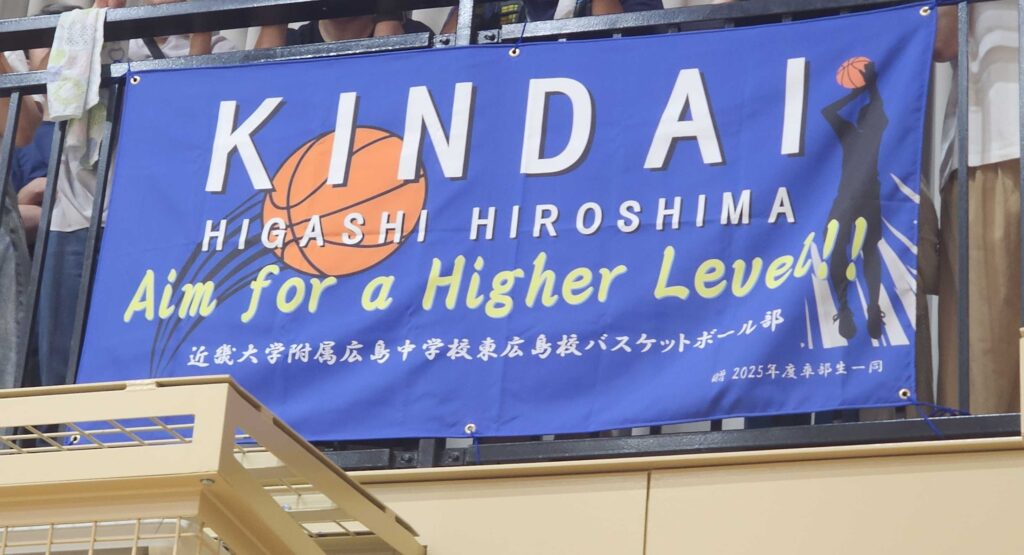 KINDAI
HIGASHI HIROSHIMA
Aim for a Higher Level!!
近畿大学附属広島中学校東広島校バスケットボール部
贈 2025年度卒部生一同